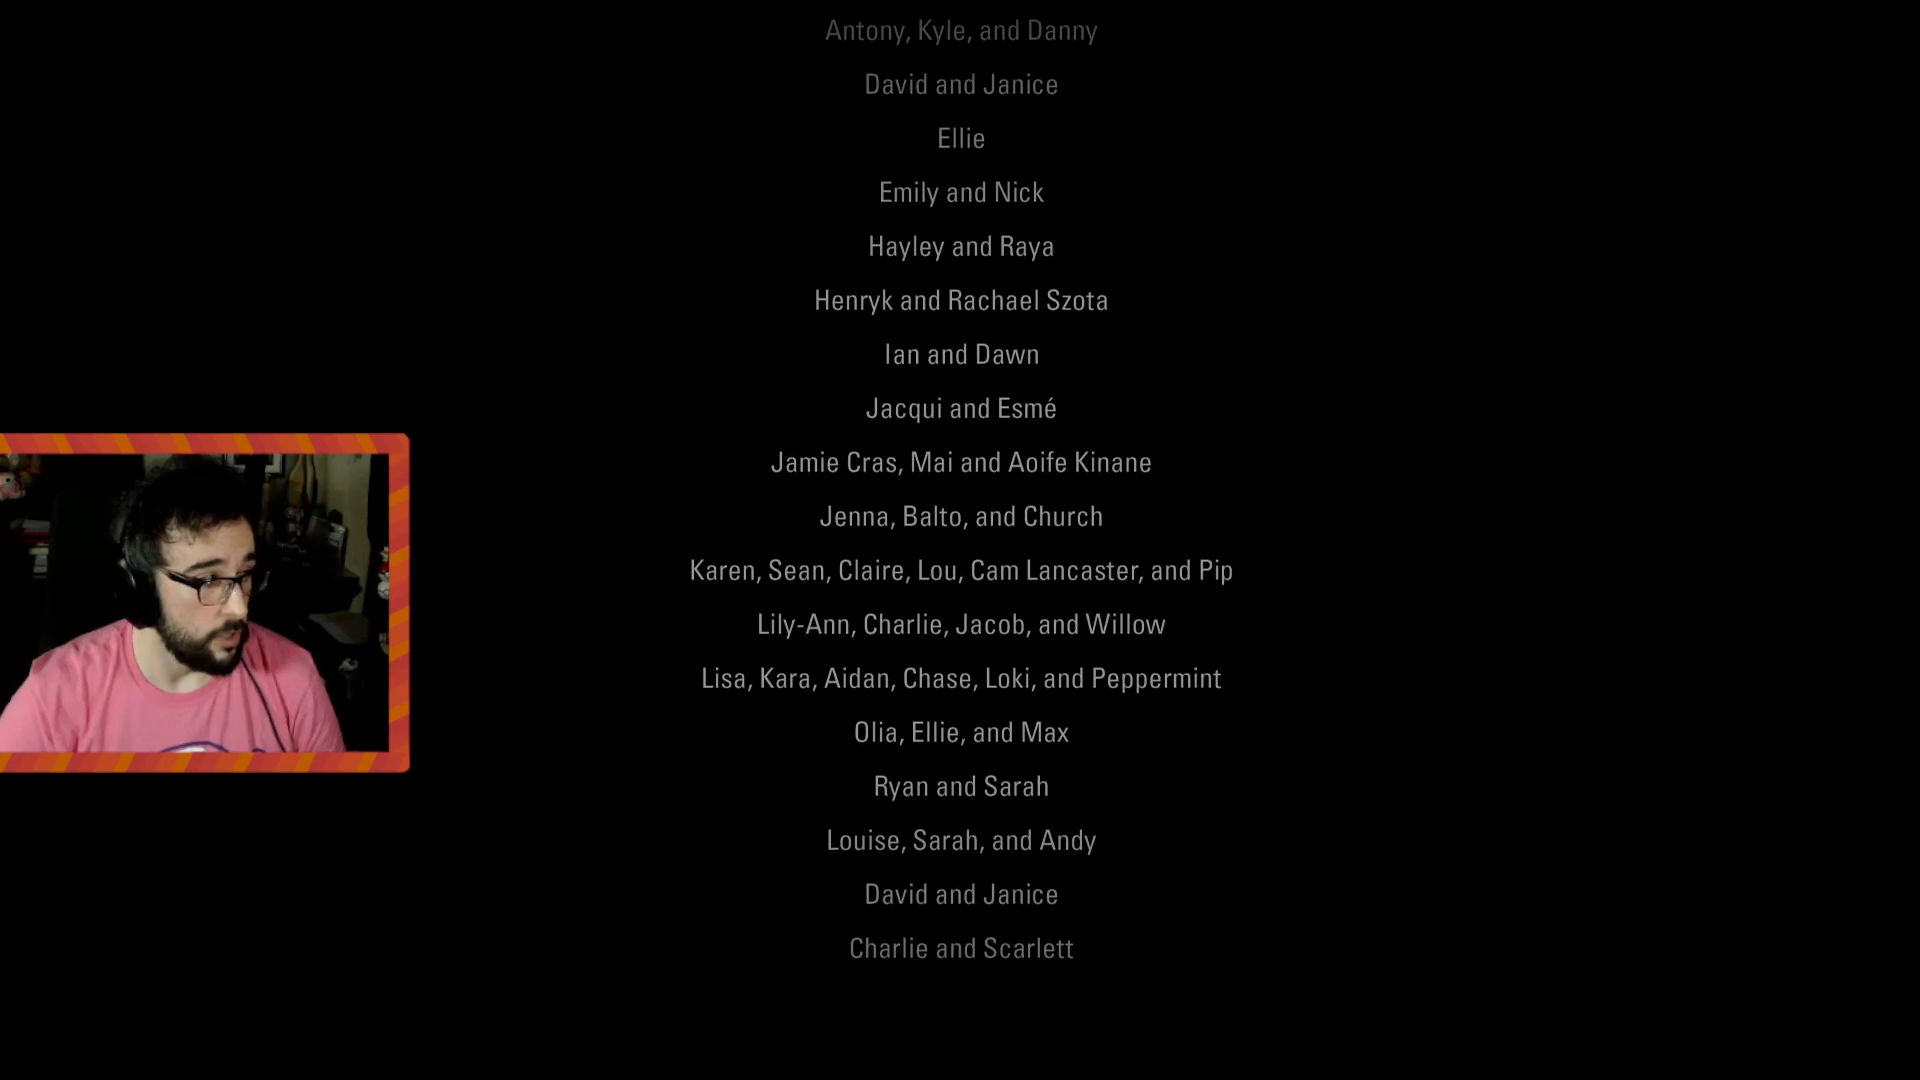 Antony, Kyle, and Danny
David and Janice
Ellie
Emily and Nick
Hayley and Raya
Henryk and Rachael Szota
Ian and Dawn
Jacqui and Esmé
Jamie Cras, Mai and Aoife Kinane
Jenna, Balto, and Church
Karen, Sean, Claire, Lou, Cam Lancaster, and Pip
Lily-Ann, Charlie, Jacob, and Willow
Lisa, Kara, Aidan, Chase, Loki, and Peppermint
Olia, Ellie, and Max
Ryan and Sarah
Louise, Sarah, and Andy
David and Janice
Charlie and Scarlett